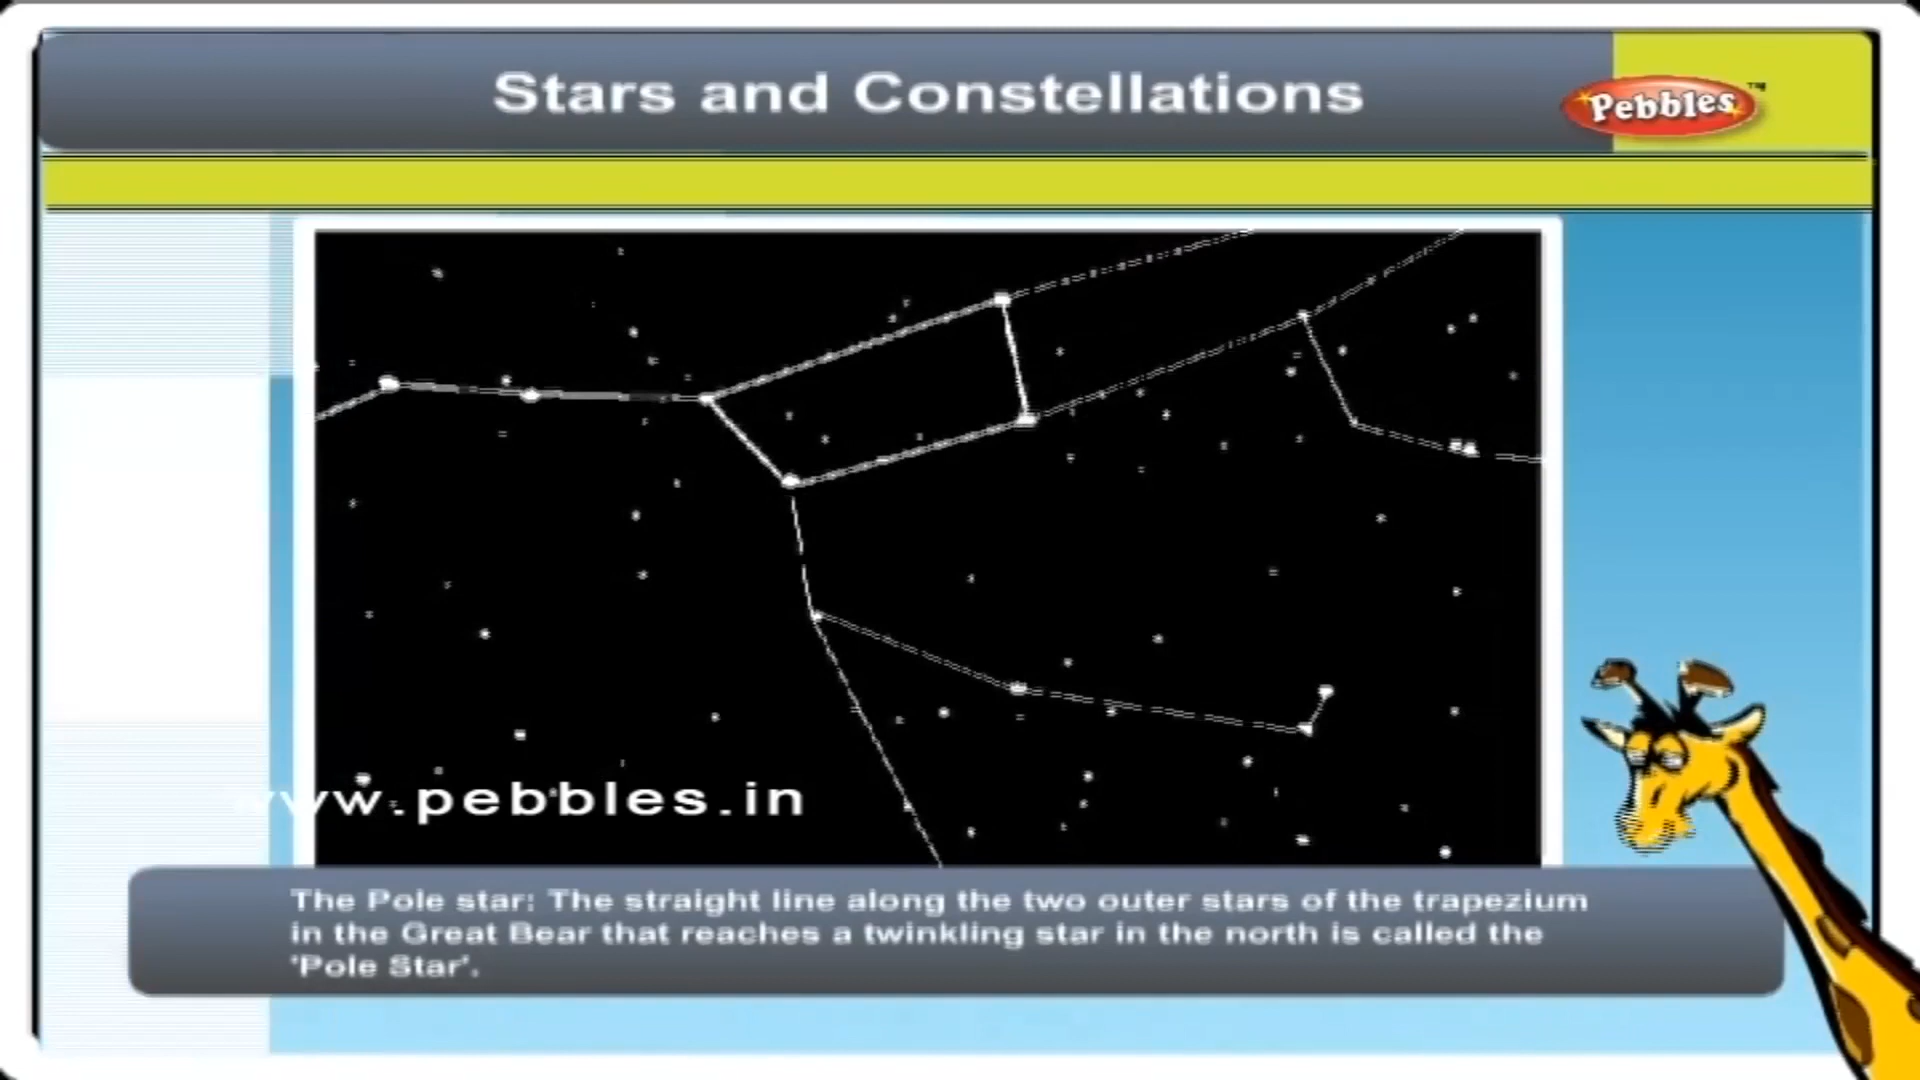 Stars and Constellations
Pebbles™
www.pebbles.in
The Pole star: The straight line along the two outer stars of the trapezium
in the Great Bear that reaches a twinkling star in the north is called the
'Pole Star'.